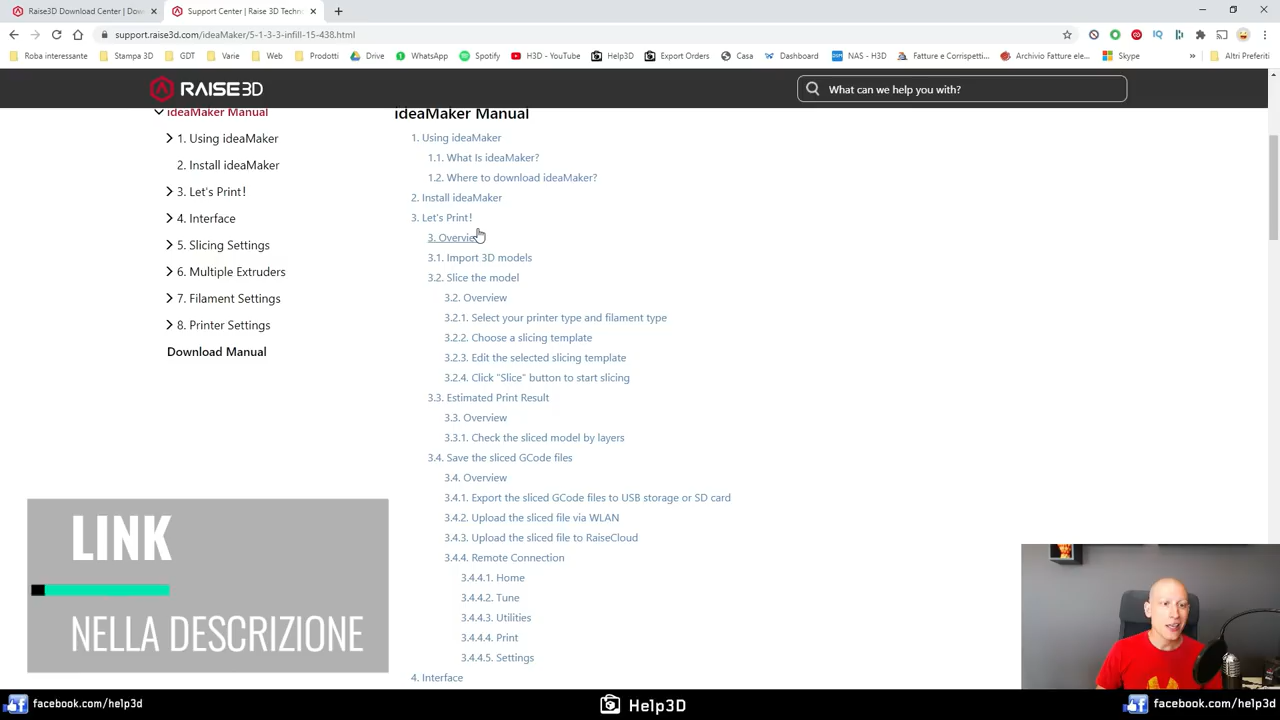 Raise3D Download Center | Dow
Support Center | Raise 3D Techno
support.raise3d.com/ideaMaker/5-1-3-3-infill-15-438.html
Roba interessante
Stampa 3D
GDT
Varie
Web
Prodotti
Drive
WhatsApp
Spotify
H3D - YouTube
Help3D
Export Orders
Casa
Dashboard
NAS - H3D
Fatture e Corrispetti...
Archivio Fatture ele...
Skype
Altri Preferiti
RAISE3D
What can we help you with?
ideaMaker Manual
1. Using ideaMaker
2. Install ideaMaker
3. Let's Print!
4. Interface
5. Slicing Settings
6. Multiple Extruders
7. Filament Settings
8. Printer Settings
Download Manual
ideaMaker Manual
1. Using ideaMaker
1.1. What Is ideaMaker?
1.2. Where to download ideaMaker?
2. Install ideaMaker
3. Let's Print!
3. Overvie
3.1. Import 3D models
3.2. Slice the model
3.2. Overview
3.2.1. Select your printer type and filament type
3.2.2. Choose a slicing template
3.2.3. Edit the selected slicing template
3.2.4. Click "Slice" button to start slicing
3.3. Estimated Print Result
3.3. Overview
3.3.1. Check the sliced model by layers
3.4. Save the sliced GCode files
3.4. Overview
3.4.1. Export the sliced GCode files to USB storage or SD card
3.4.2. Upload the sliced file via WLAN
3.4.3. Upload the sliced file to RaiseCloud
3.4.4. Remote Connection
3.4.4.1. Home
3.4.4.2. Tune
3.4.4.3. Utilities
3.4.4.4. Print
3.4.4.5. Settings
4. Interface
LINK
NELLA DESCRIZIONE
facebook.com/help3d
Help3D
facebook.com/help3d